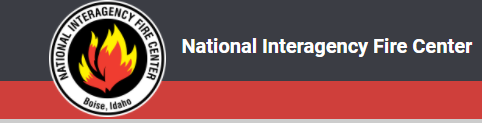 NATIONAL INTERAGENCY FIRE CENTER
Boise, Idaho
National Interagency Fire Center